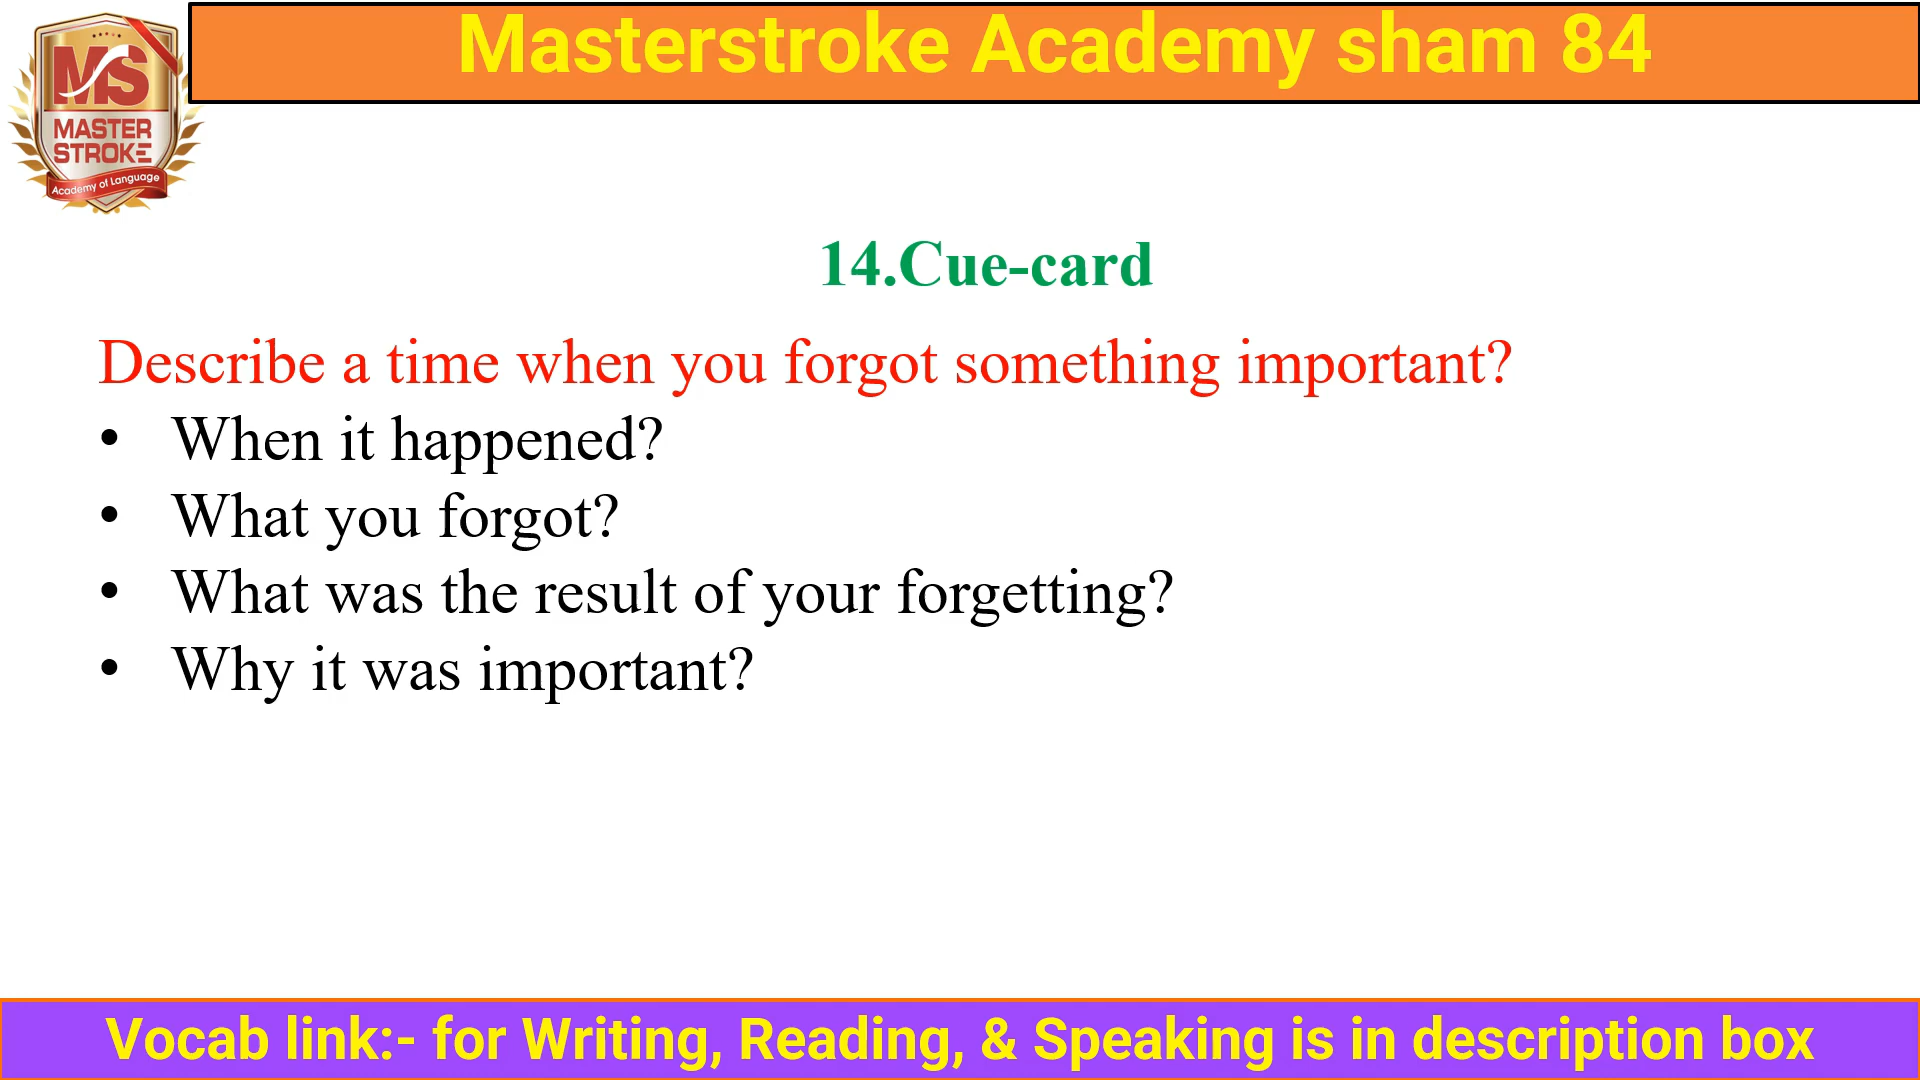 Masterstroke Academy sham 84
MS
MASTER
STROKE
Academy of Language
14.Cue-card
Describe a time when you forgot something important?
• When it happened?
• What you forgot?
• What was the result of your forgetting?
• Why it was important?
Vocab link:- for Writing, Reading, & Speaking is in description box